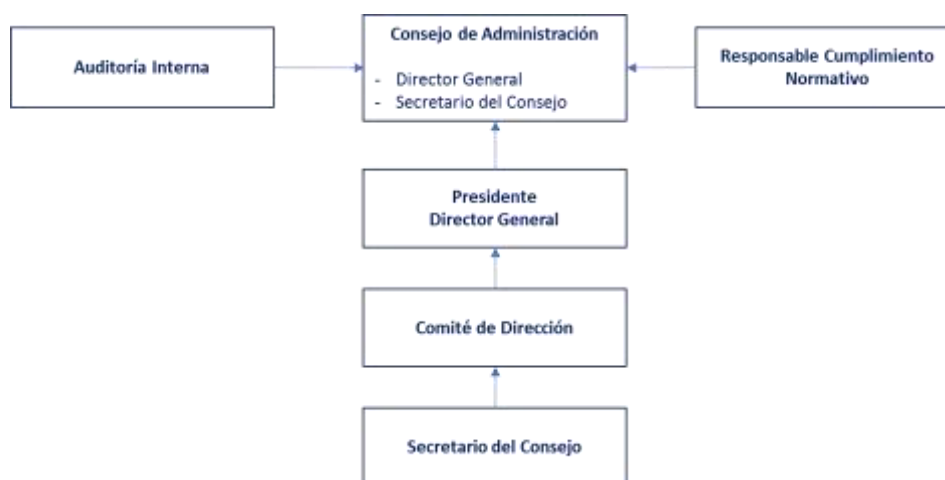 Consejo de Administración
Auditoría Interna
- Director General
- Secretario del Consejo
Responsable Cumplimiento
Normativo
Presidente
Director General
Comité de Dirección
Secretario del Consejo